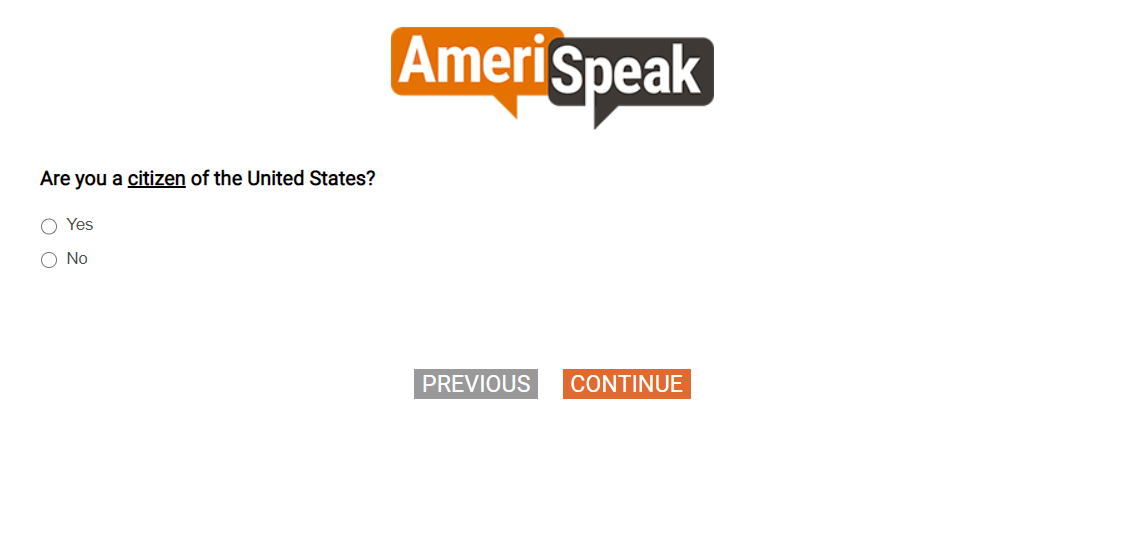 AmeriSpeak
Are you a citizen of the United States?
Yes
No
PREVIOUS CONTINUE